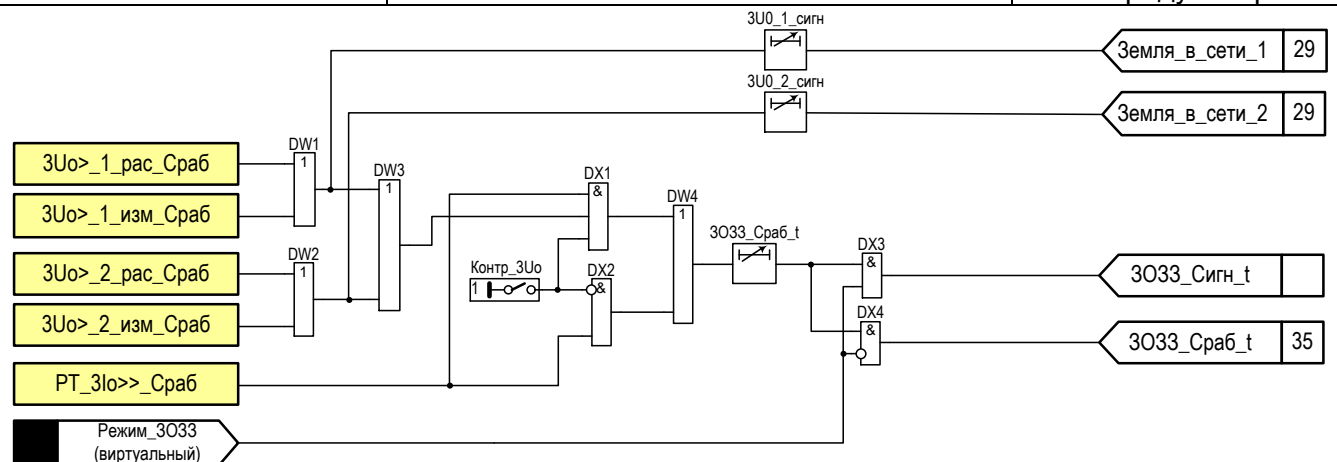 3U0_1_сигн
Земля_в_сети_1 29
3U0_2_сигн
Земля_в_сети_2 29
DW1
3Uo>_1_рас_Сраб
1
DW3
DX1
1
&
3Uo>_1_изм_Сраб
DW4
1
DW2
ЗОЗЗ_Сраб_t
DX3
3Uo>_2_рас_Сраб
1
Контр_3Uo
DX2
&
ЗОЗЗ_Сигн_t
1
&
3Uo>_2_изм_Сраб
DX4
&
ЗОЗЗ_Сраб_t 35
РТ_3Io>>_Сраб
Режим_ЗОЗЗ
(виртуальный)